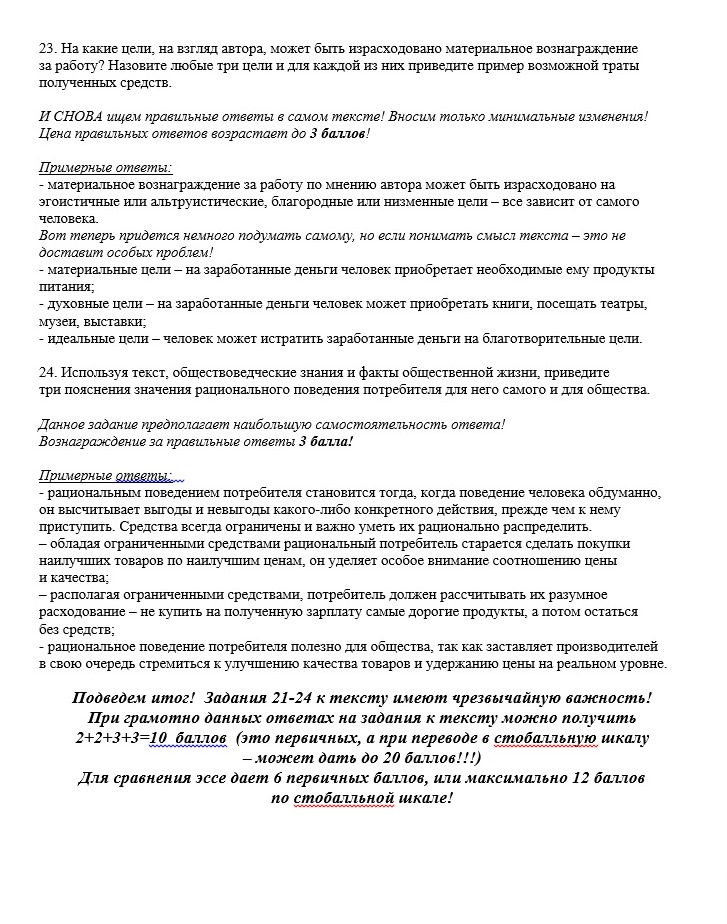 23. На какие цели, на взгляд автора, может быть израсходовано материальное вознаграждение
за работу? Назовите любые три цели и для каждой из них приведите пример возможной траты
полученных средств.
И СНОВА ищем правильные ответы в самом тексте! Вносим только минимальные изменения!
Цена правильных ответов возрастает до 3 баллов!
Примерные ответы:
- материальное вознаграждение за работу по мнению автора может быть израсходовано на
эгоистичные или альтруистические, благородные или низменные цели – все зависит от самого
человека.
Вот теперь придется немного подумать самому, но если понимать смысл текста – это не
доставит особых проблем!
- материальные цели – на заработанные деньги человек приобретает необходимые ему продукты
питания;
- духовные цели – на заработанные деньги человек может приобретать книги, посещать театры,
музеи, выставки;
- идеальные цели – человек может истратить заработанные деньги на благотворительные цели.
24. Используя текст, обществоведческие знания и факты общественной жизни, приведите
три пояснения значения рационального поведения потребителя для него самого и для общества.
Данное задание предполагает наибольшую самостоятельность ответа!
Вознаграждение за правильные ответы 3 балла!
Примерные ответы:
- рациональным поведением потребителя становится тогда, когда поведение человека обдуманно,
он высчитывает выгоды и невыгоды какого-либо конкретного действия, прежде чем к нему
приступить. Средства всегда ограничены и важно уметь их рационально распределить.
– обладая ограниченными средствами рациональный потребитель старается сделать покупки
наилучших товаров по наилучшим ценам, он уделяет особое внимание соотношению цены
и качества;
– располагая ограниченными средствами, потребитель должен рассчитывать их разумное
расходование – не купить на полученную зарплату самые дорогие продукты, а потом остаться
без средств;
- рациональное поведение потребителя полезно для общества, так как заставляет производителей
в свою очередь стремиться к улучшению качества товаров и удержанию цены на реальном уровне.
Подведем итог! Задания 21-24 к тексту имеют чрезвычайную важность!
При грамотно данных ответах на задания к тексту можно получить
2+2+3+3=10 баллов (это первичных, а при переводе в стобалльную шкалу
– может дать до 20 баллов!!!)
Для сравнения эссе дает 6 первичных баллов, или максимально 12 баллов
по стобалльной шкале!